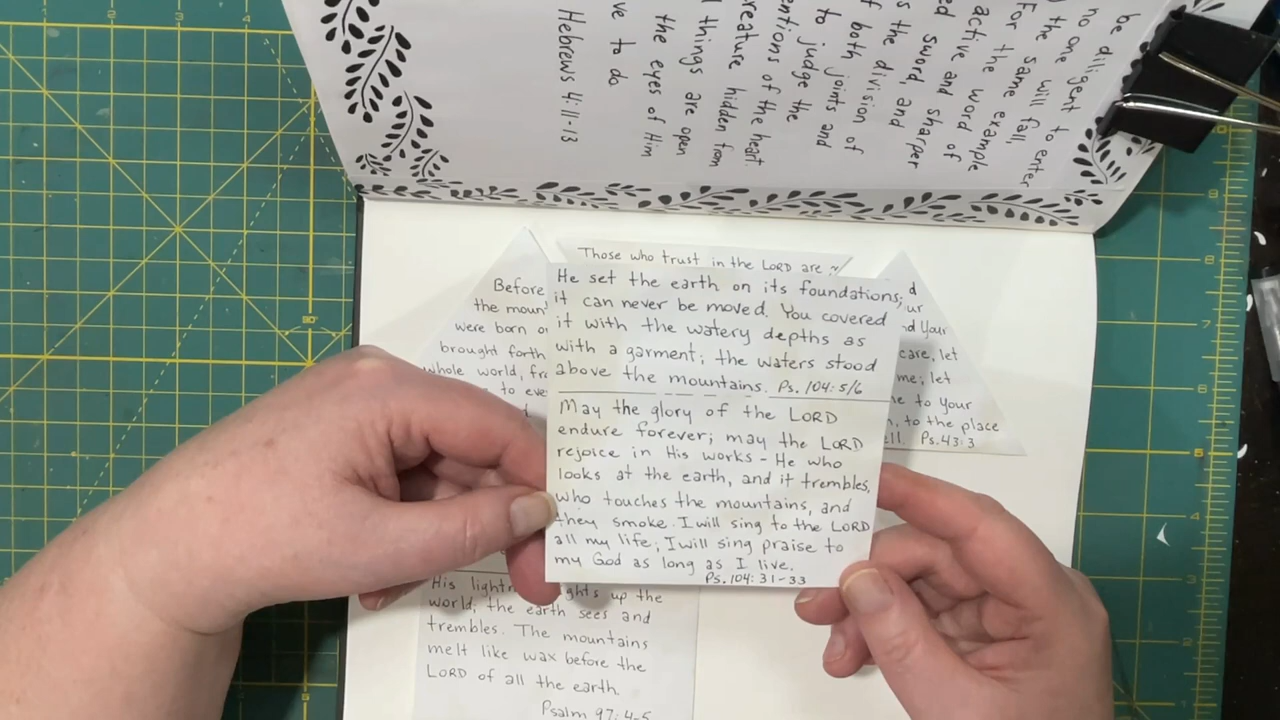 be diligent to enter
no one will fall
the same example
For the word of
active and sharper
ed sword, and
s the division of
f both joints and
to judge the
entions of the heart
reature hidden from
things are open
the eyes of Him
ve to do
Hebrews 4:11-13
Those who trust in the LORD are
He set the earth on its foundations;
it can never be moved. You covered
it with the watery depths as
with a garment; the waters stood
above the mountains. Ps. 104:5/6
May the glory of the LORD
endure forever; may the LORD
rejoice in His works - He who
looks at the earth, and it trembles,
who touches the mountains, and
they smoke. I will sing to the LORD
all my life; I will sing praise to
my God as long as I live.
Ps. 104:31-33
Before
the moun
were born or
brought forth
whole world, fro
to eve
d
ur
nd Your
care, let
me; let
e to Your
, to the place
ell. Ps. 43:3
His lightn ghts up the
world; the earth sees and
trembles. The mountains
melt like wax before the
LORD of all the earth.
Psalm 97:4-5